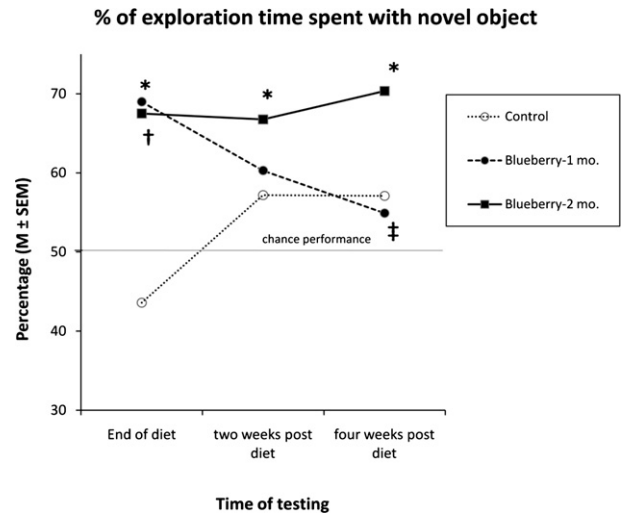 % of exploration time spent with novel object
Percentage (M ± SEM)
70
60
50
40
30
*
*
*
†
‡
chance performance
Control
Blueberry-1 mo.
Blueberry-2 mo.
End of diet
two weeks post
diet
four weeks post
diet
Time of testing